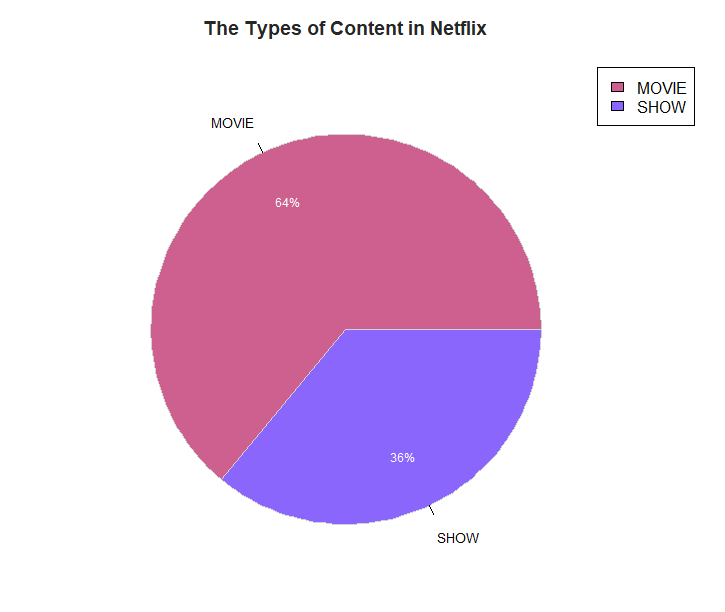 The Types of Content in Netflix
MOVIE
SHOW
MOVIE
64%
36%
SHOW